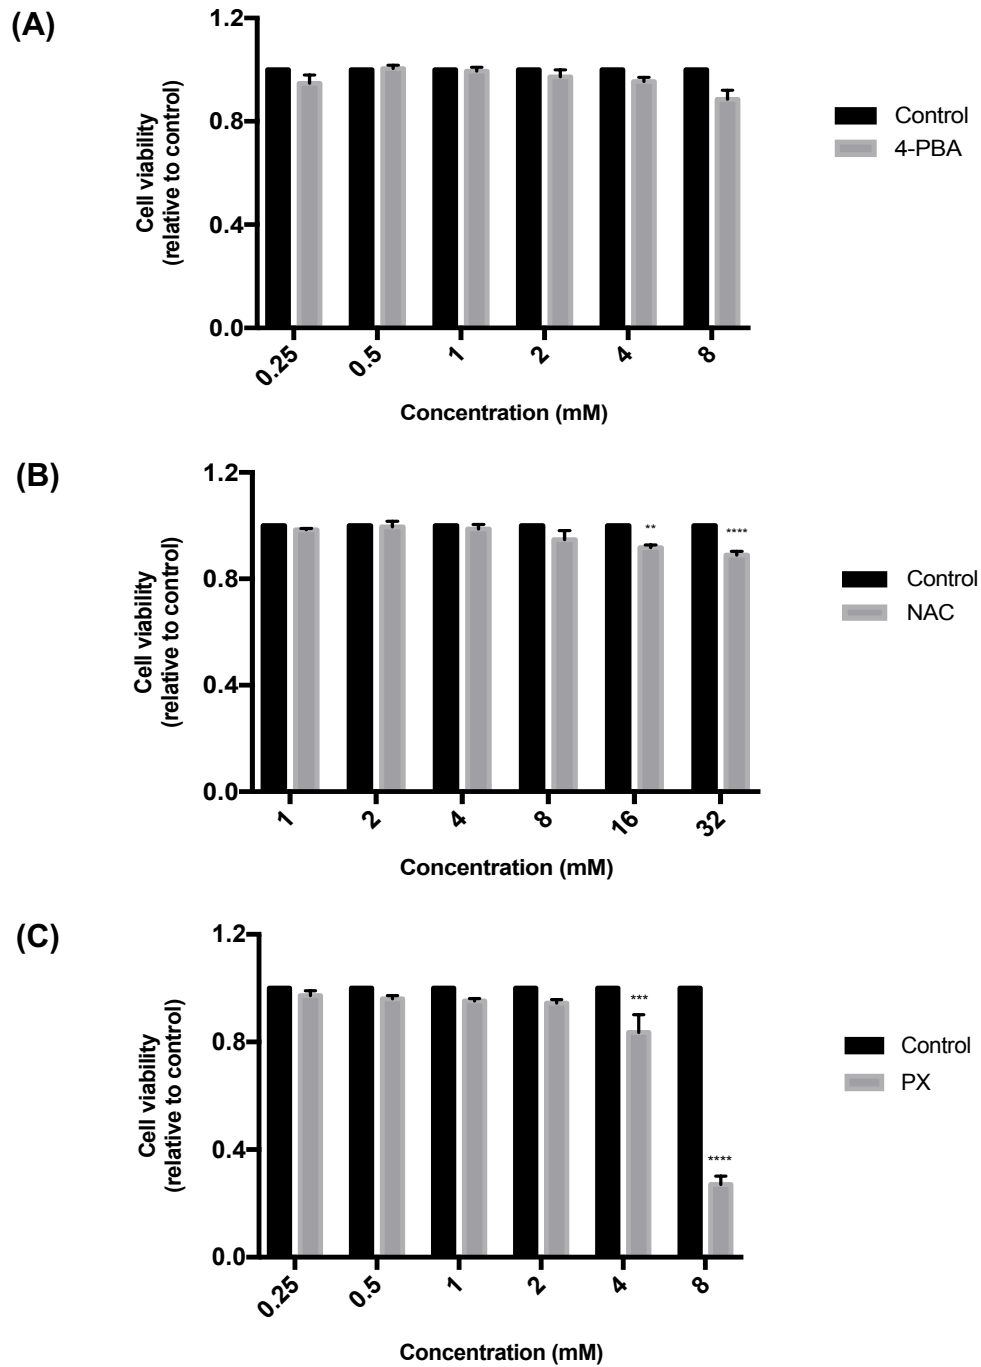 (A)
1.2
0.8
0.4
0.0
Cell viability
(relative to control)
0.25 0.5 1 2 4 8
Concentration (mM)
Control
4-PBA
(B)
1.2
0.8
0.4
0.0
Cell viability
(relative to control)
** ****
1 2 4 8 16 32
Concentration (mM)
Control
NAC
(C)
1.2
0.8
0.4
0.0
Cell viability
(relative to control)
***
****
0.25 0.5 1 2 4 8
Concentration (mM)
Control
PX